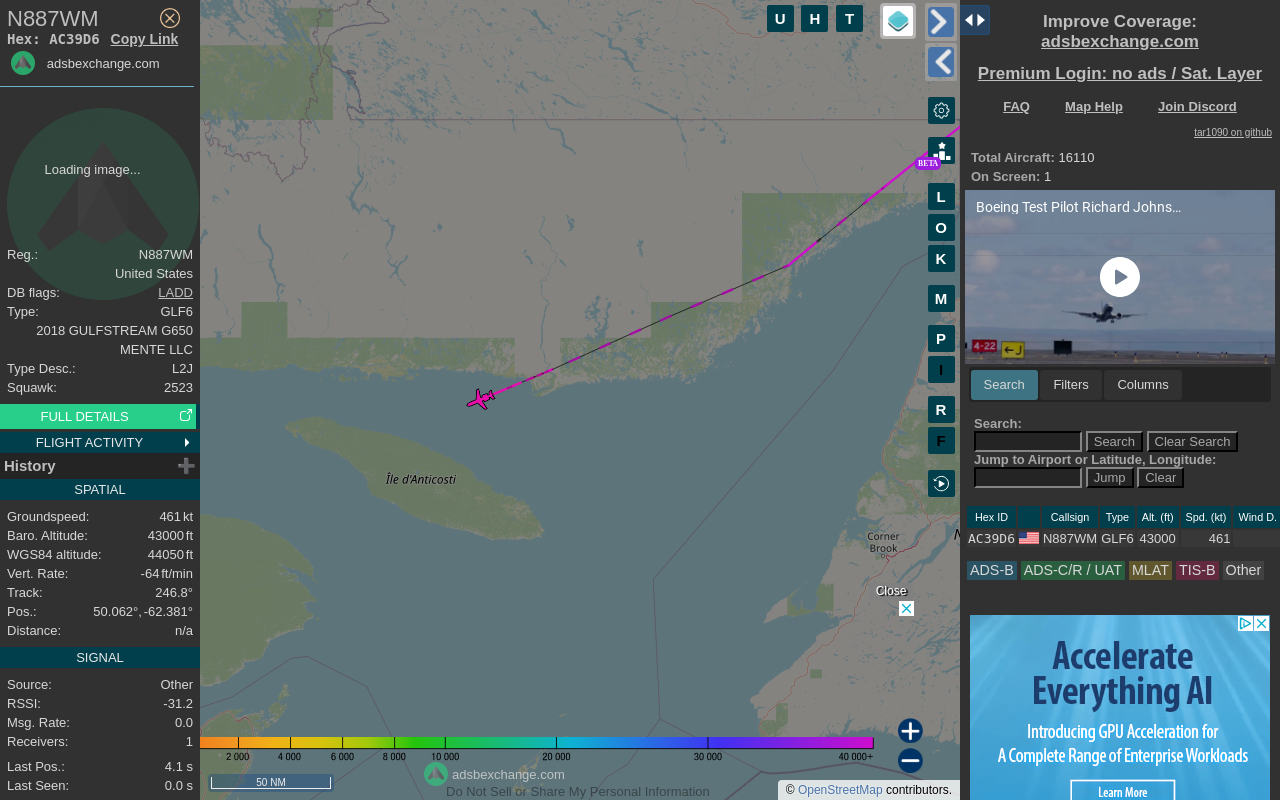 N887WM
Hex: AC39D6 Copy Link
adsbexchange.com
Loading image...
Reg.: N887WM
United States
DB flags: LADD
Type: GLF6
2018 GULFSTREAM G650
MENTE LLC
Type Desc.: L2J
Squawk: 2523
FULL DETAILS
FLIGHT ACTIVITY
History
SPATIAL
Groundspeed: 461 kt
Baro. Altitude: 43000 ft
WGS84 altitude: 44050 ft
Vert. Rate: -64 ft/min
Track: 246.8°
Pos.: 50.062°, -62.381°
Distance: n/a
SIGNAL
Source: Other
RSSI: -31.2
Msg. Rate: 0.0
Receivers: 1
Last Pos.: 4.1 s
Last Seen: 0.0 s
U H T
BETA
L
O
K
M
P
I
R
F
Île d'Anticosti
Corner
Brook
N
Close
2 000 4 000 6 000 8 000 10 000 20 000 30 000 40 000+
50 NM
adsbexchange.com
Do Not Sell or Share My Personal Information
© OpenStreetMap contributors.
Improve Coverage:
adsbexchange.com
Premium Login: no ads / Sat. Layer
FAQ Map Help Join Discord
tar1090 on github
Total Aircraft: 16110
On Screen: 1
Boeing Test Pilot Richard Johns...
4-22
J
Search Filters Columns
Search:
Search Clear Search
Jump to Airport or Latitude, Longitude:
Jump Clear
Hex ID Callsign Type Alt. (ft) Spd. (kt) Wind D.
AC39D6 N887WM GLF6 43000 461
ADS-B ADS-C/R / UAT MLAT TIS-B Other
Accelerate
Everything AI
Introducing GPU Acceleration for
A Complete Range of Enterprise Workloads
Learn More